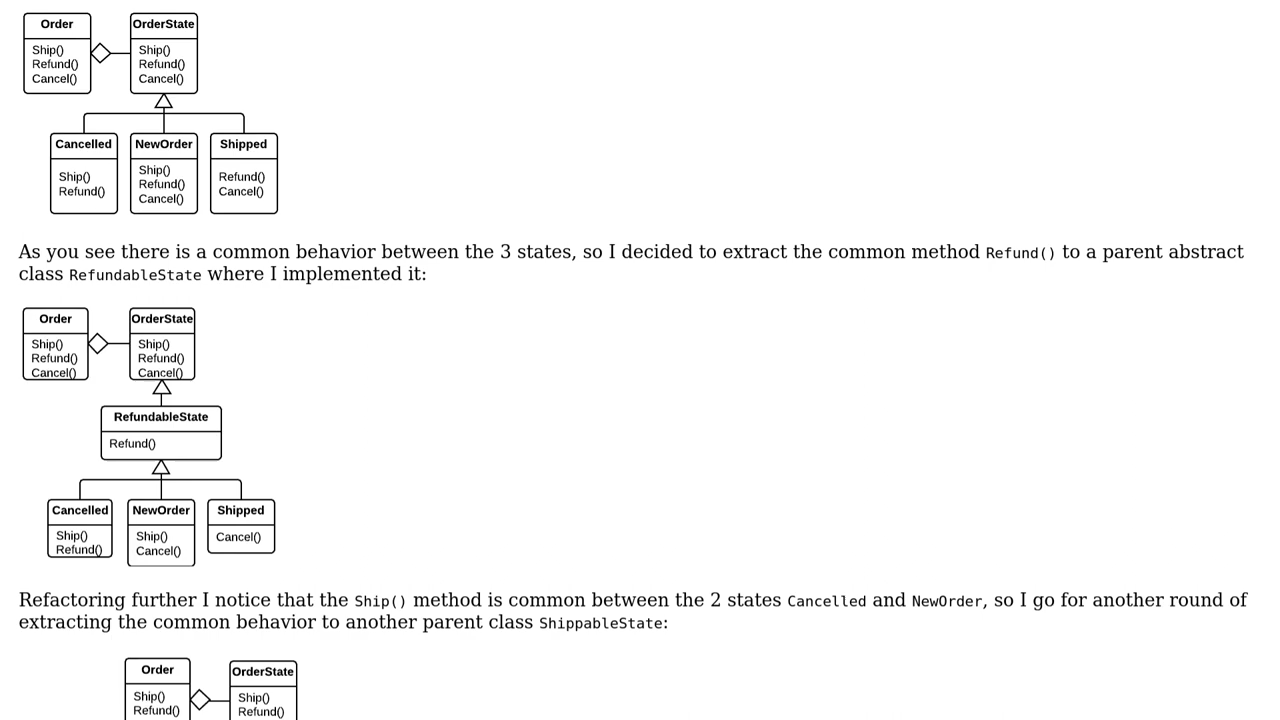 Order
Ship()
Refund()
Cancel()
OrderState
Ship()
Refund()
Cancel()
Cancelled
Ship()
Refund()
NewOrder
Ship()
Refund()
Cancel()
Shipped
Refund()
Cancel()
As you see there is a common behavior between the 3 states, so I decided to extract the common method Refund() to a parent abstract
class RefundableState where I implemented it:
Order
Ship()
Refund()
Cancel()
OrderState
Ship()
Refund()
Cancel()
RefundableState
Refund()
Cancelled
Ship()
Refund()
NewOrder
Ship()
Cancel()
Shipped
Cancel()
Refactoring further I notice that the Ship() method is common between the 2 states Cancelled and NewOrder, so I go for another round of
extracting the common behavior to another parent class ShippableState:
Order
Ship()
Refund()
OrderState
Ship()
Refund()